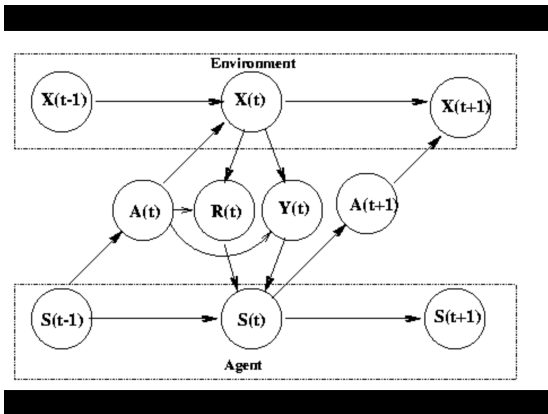 Environment
X(t-1) X(t) X(t+1)
A(t) R(t) Y(t) A(t+1)
S(t-1) S(t) S(t+1)
Agent